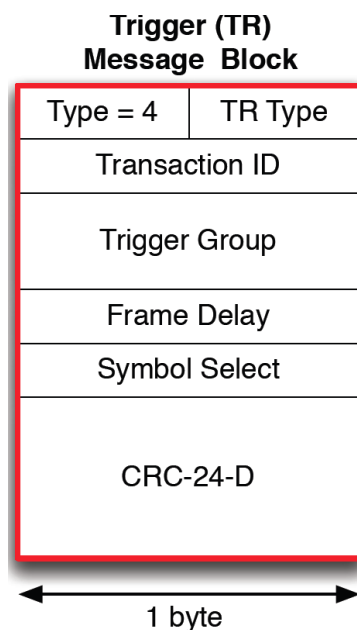 Trigger (TR)
Message Block
Type = 4 TR Type
Transaction ID
Trigger Group
Frame Delay
Symbol Select
CRC-24-D
1 byte